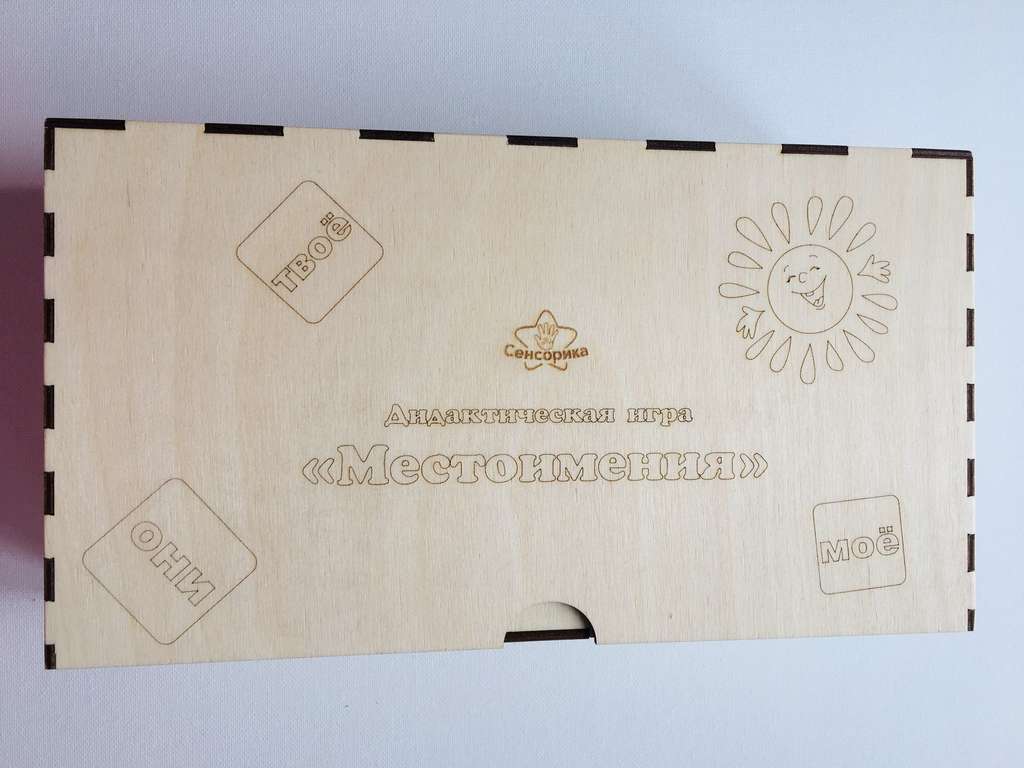 твоё
Сенсорика
Дидактическая игра
«Местоимения»
они
моё